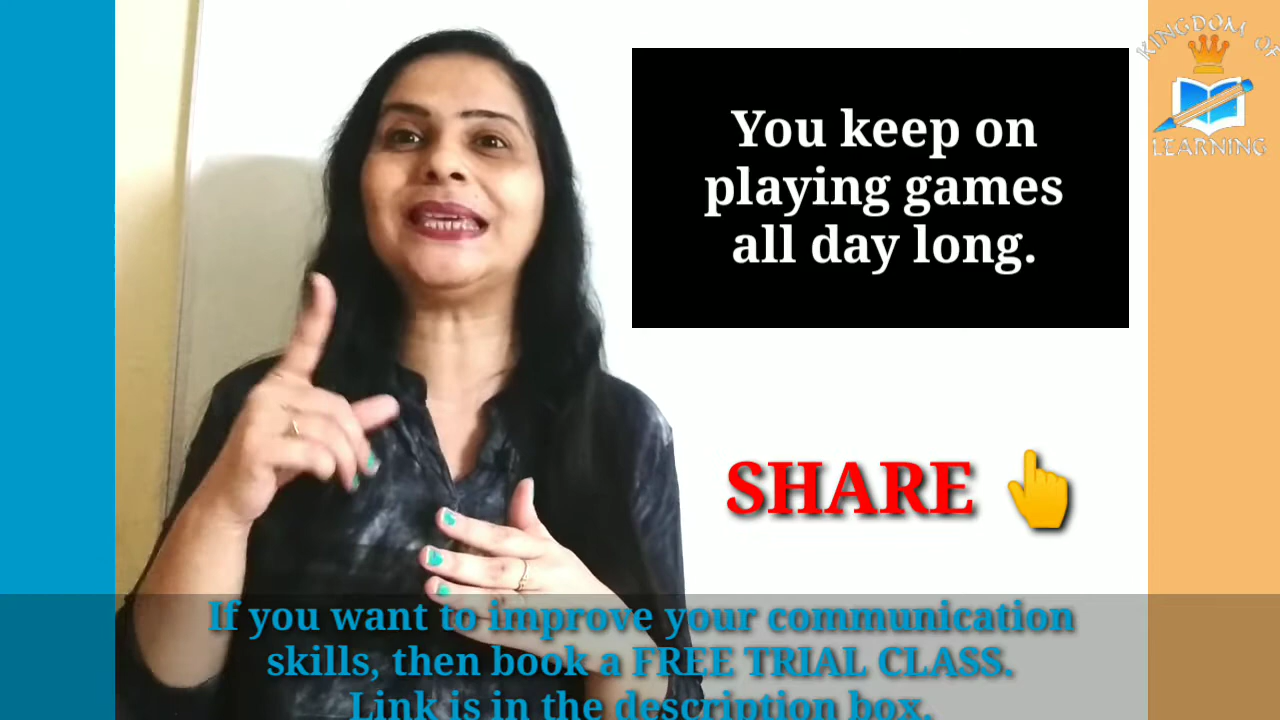 KINGDOM OF
LEARNING
You keep on
playing games
all day long.
SHARE
If you want to improve your communication
skills, then book a FREE TRIAL CLASS.
Link is in the description box.